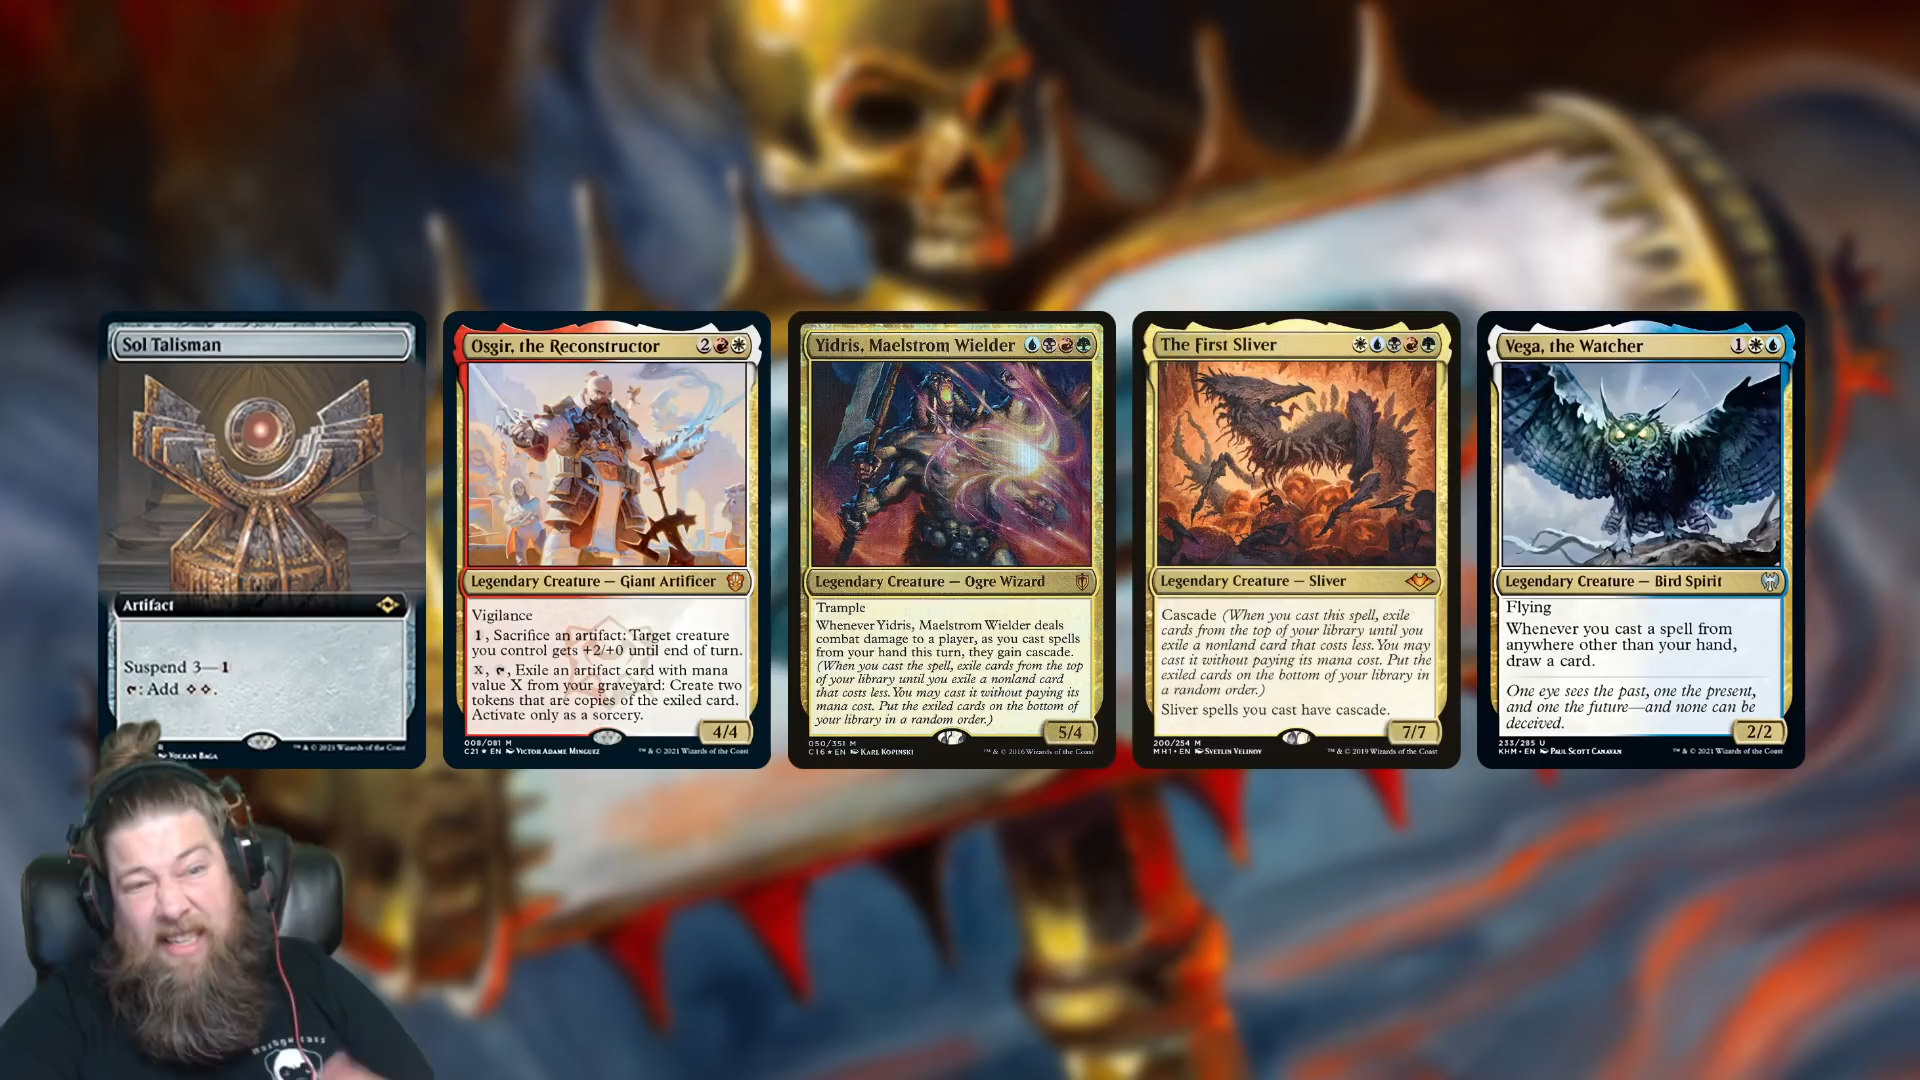 Sol Talisman
Artifact
Suspend 3—1
: Add
R
VOLKAN BAGA
™ & © 2021 Wizards of the Coast
Osgir, the Reconstructor 2
Legendary Creature — Giant Artificer
Vigilance
1, Sacrifice an artifact: Target creature
you control gets +2/+0 until end of turn.
X, , Exile an artifact card with mana
value X from your graveyard: Create two
tokens that are copies of the exiled card.
Activate only as a sorcery.
4/4
008/081 M
C21 ★ EN VICTOR ADAME MINGUEZ
™ & © 2021 Wizards of the Coast
Yidris, Maelstrom Wielder
Legendary Creature — Ogre Wizard
Trample
Whenever Yidris, Maelstrom Wielder deals
combat damage to a player, as you cast spells
from your hand this turn, they gain cascade.
(When you cast the spell, exile cards from the top
of your library until you exile a nonland card
that costs less. You may cast it without paying its
mana cost. Put the exiled cards on the bottom of
your library in a random order.)
5/4
050/351 M
C16 ★ EN KARL KOPINSKI
™ & © 2016 Wizards of the Coast
The First Sliver
Legendary Creature — Sliver
Cascade (When you cast this spell, exile
cards from the top of your library until you
exile a nonland card that costs less. You may
cast it without paying its mana cost. Put the
exiled cards on the bottom of your library in
a random order.)
Sliver spells you cast have cascade.
7/7
200/254 M
MH1 • EN SVETLIN VELINOV
™ & © 2019 Wizards of the Coast
Vega, the Watcher 1
Legendary Creature — Bird Spirit
Flying
Whenever you cast a spell from
anywhere other than your hand,
draw a card.
One eye sees the past, one the present,
and one the future—and none can be
deceived.
2/2
233/285 U
KHM • EN PAUL SCOTT CANAVAN
™ & © 2021 Wizards of the Coast